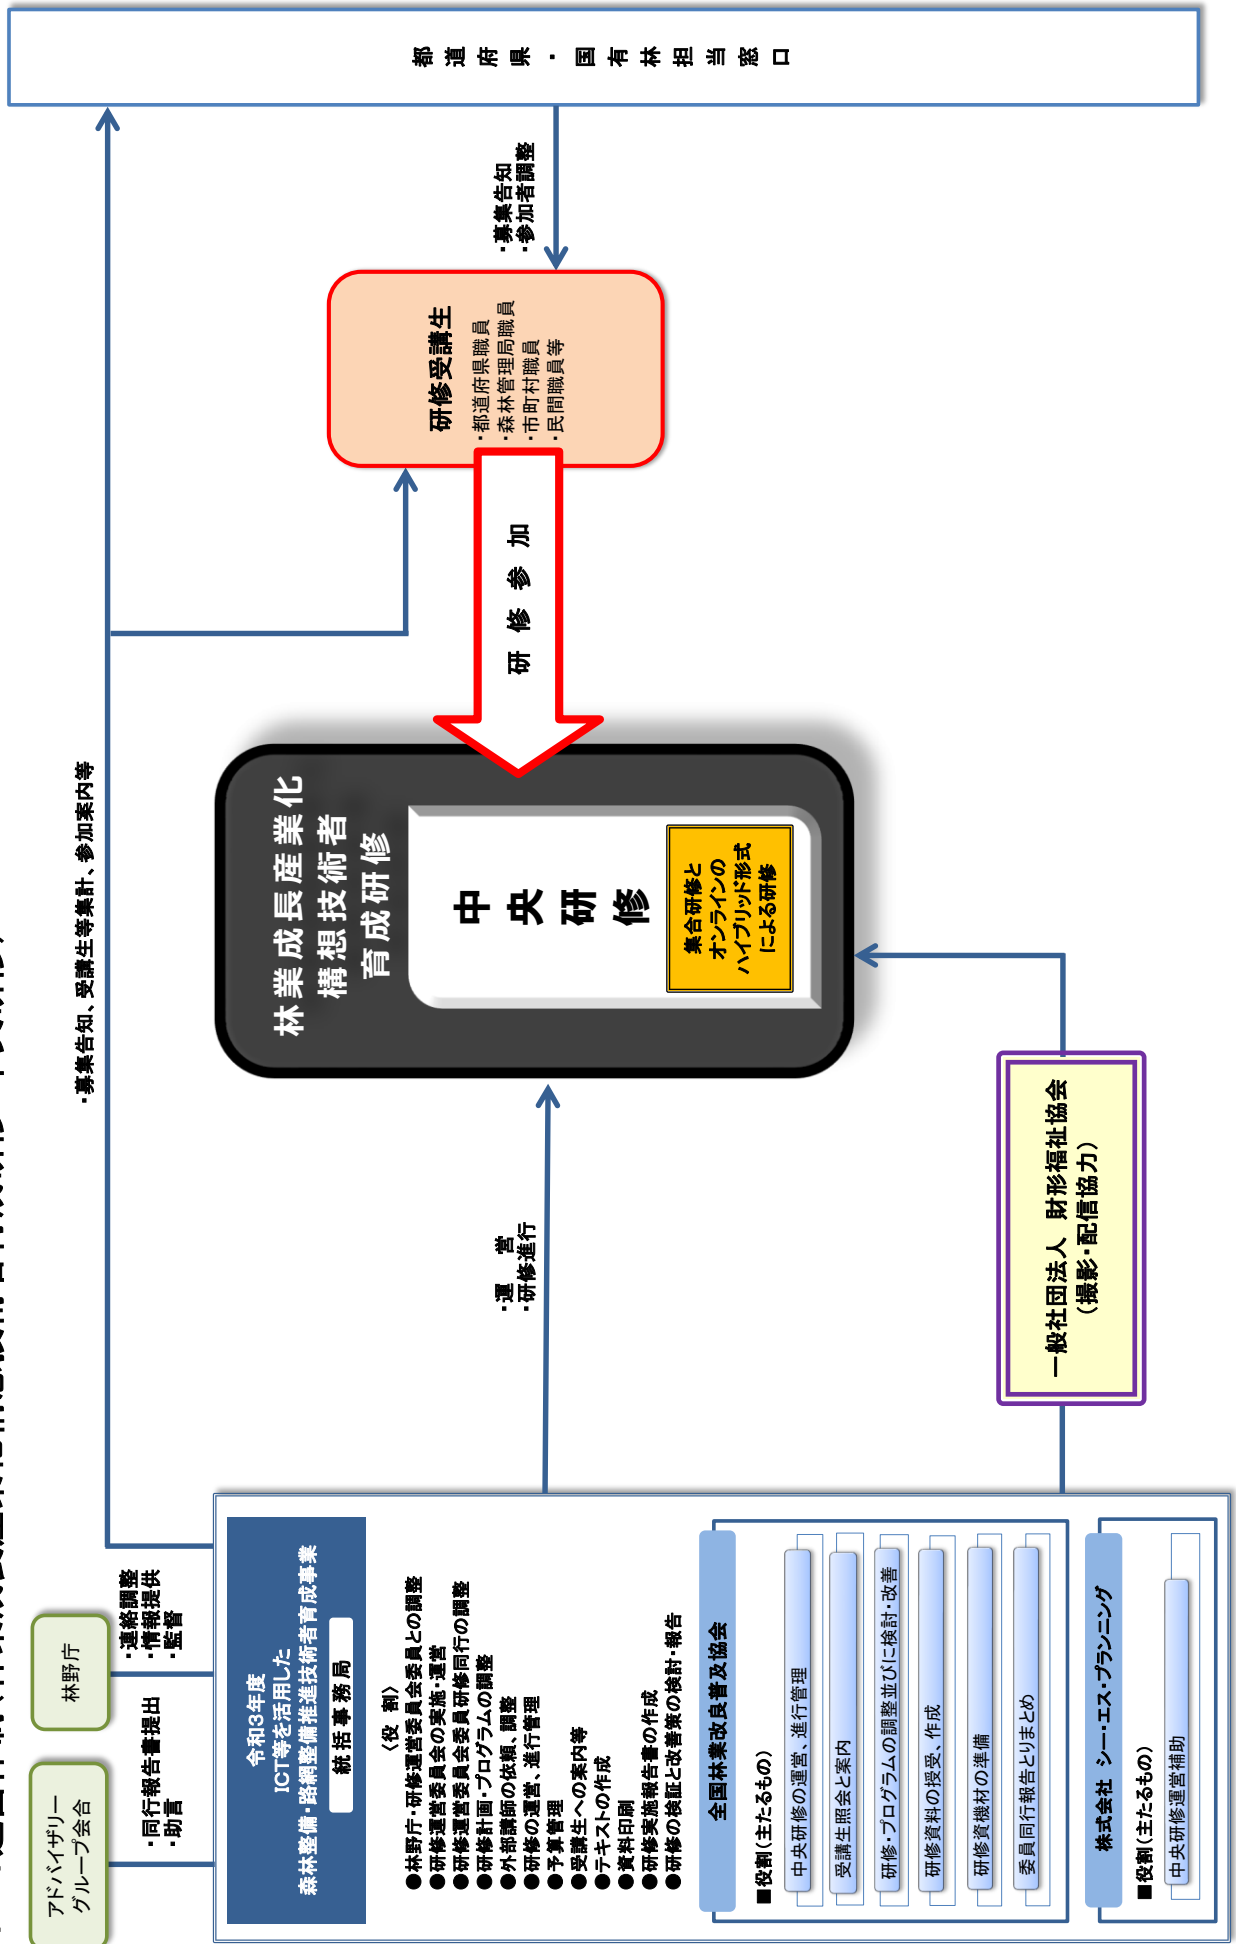 アドバイザリー
グループ会合
林野庁
・同行報告書提出
・助言
・連絡調整
・情報提供
・監督
・募集告知、受講生等集計、参加案内等
令和3年度
ICT等を活用した
森林整備・路網整備推進技術者育成事業
統括事務局
〈役 割〉
●林野庁・研修運営委員会委員との調整
●研修運営委員会の実施・運営
●研修運営委員会委員研修同行の調整
●研修計画・プログラムの調整
●外部講師の依頼、調整
●研修の運営、進行管理
●予算管理
●受講生への案内等
●テキストの作成
●資料印刷
●研修実施報告書の作成
●研修の検証と改善策の検討・報告
全国林業改良普及協会
■役割（主たるもの）
中央研修の運営、進行管理
受講生照会と案内
研修・プログラムの調整並びに検討・改善
研修資料の授受、作成
研修資機材の準備
委員同行報告とりまとめ
株式会社 シー・エス・プランニング
■役割（主たるもの）
中央研修運営補助
・運 営
・研修進行
一般社団法人 財形福祉協会
（撮影・配信協力）
林業成長産業化
構想技術者
育成研修
中央研修
集合研修と
オンラインの
ハイブリッド形式
による研修
研修参加
研修受講生
・都道府県職員
・森林管理局職員
・市町村職員
・民間職員等
・募集告知
・参加者調整
都道府県・国有林担当窓口